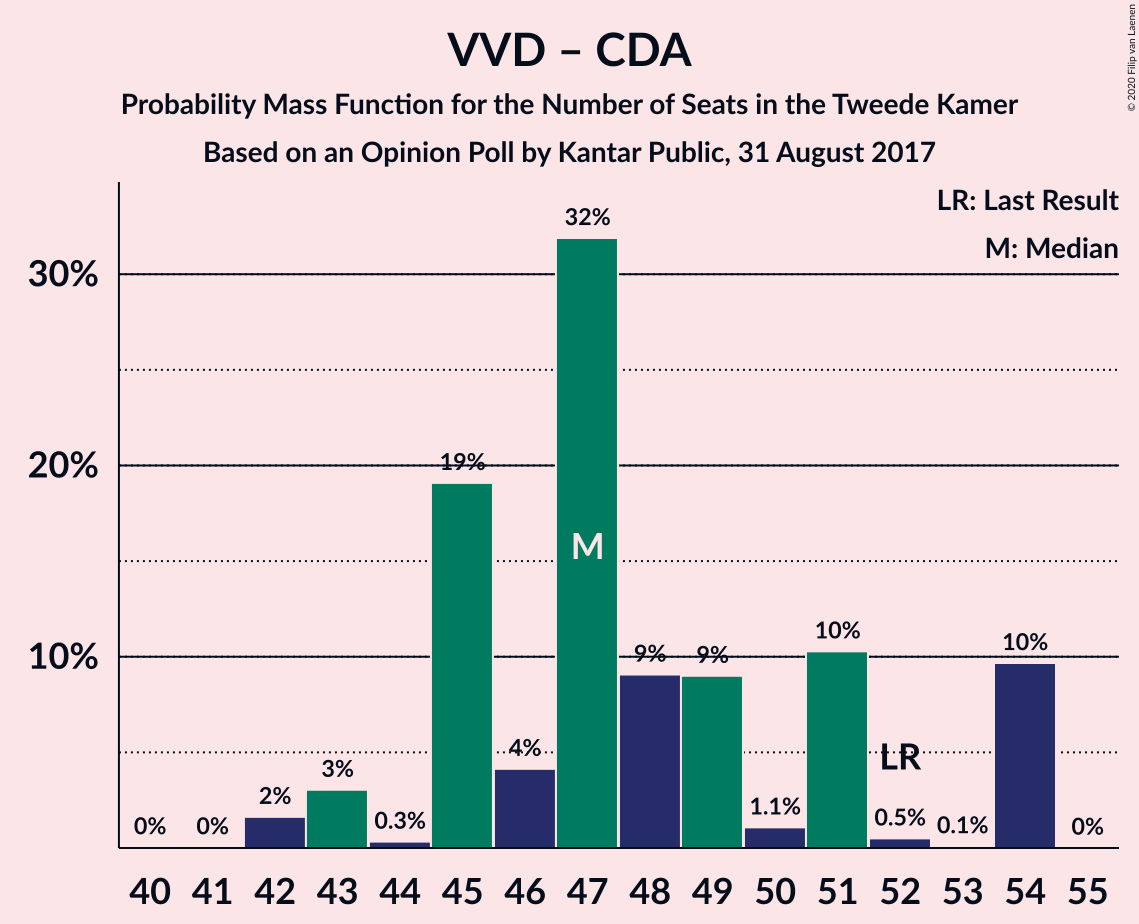 VVD – CDA
Probability Mass Function for the Number of Seats in the Tweede Kamer
Based on an Opinion Poll by Kantar Public, 31 August 2017
© 2020 Filip van Laenen
LR: Last Result
M: Median
30%
20%
10%
0%
0%
2%
3%
0.3%
19%
4%
32%
M
9%
9%
1.1%
10%
LR
0.5%
0.1%
10%
0%
40 41 42 43 44 45 46 47 48 49 50 51 52 53 54 55